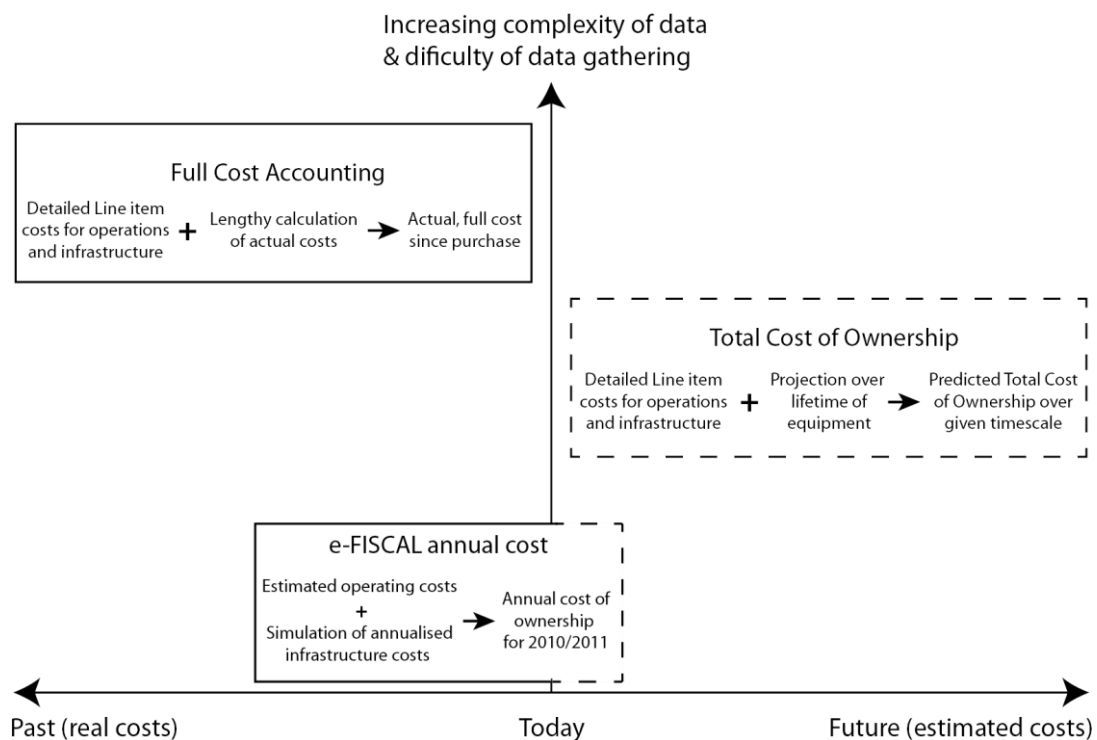 Increasing complexity of data
& dificulty of data gathering
Full Cost Accounting
Detailed Line item
costs for operations
and infrastructure
+
Lengthy calculation
of actual costs
Actual, full cost
since purchase
Total Cost of Ownership
Detailed Line item
costs for operations
and infrastructure
+
Projection over
lifetime of
equipment
Predicted Total Cost
of Ownership over
given timescale
e-FISCAL annual cost
Estimated operating costs
+
Simulation of annualised
infrastructure costs
Annual cost of
ownership
for 2010/2011
Past (real costs)
Today
Future (estimated costs)